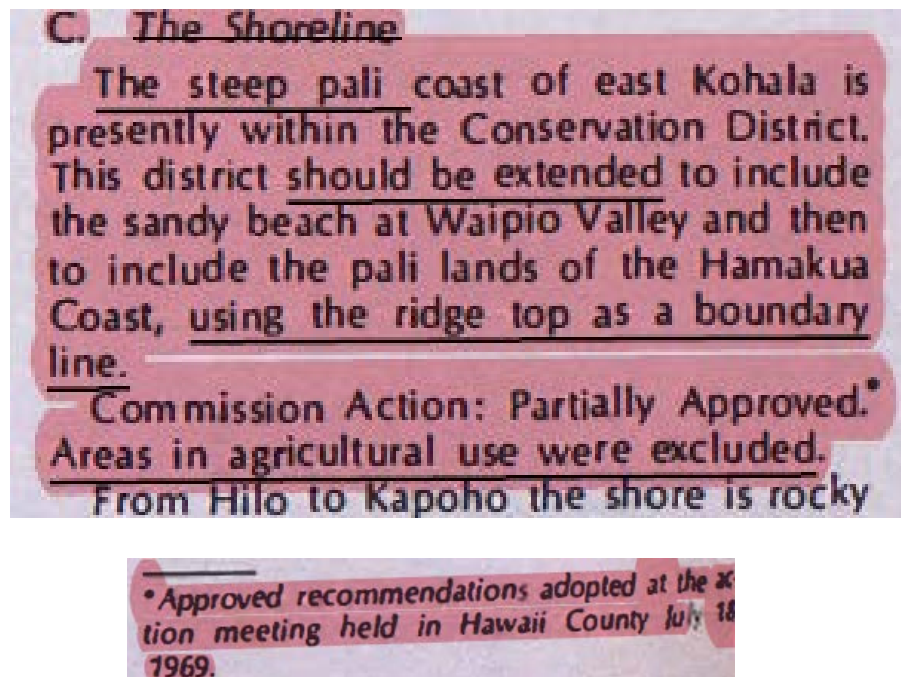 C. The Shoreline
The steep pali coast of east Kohala is
presently within the Conservation District.
This district should be extended to include
the sandy beach at Waipio Valley and then
to include the pali lands of the Hamakua
Coast, using the ridge top as a boundary
line.
Commission Action: Partially Approved.*
Areas in agricultural use were excluded.
From Hilo to Kapoho the shore is rocky
*Approved recommendations adopted at the
tion meeting held in Hawaii County July 18
1969.